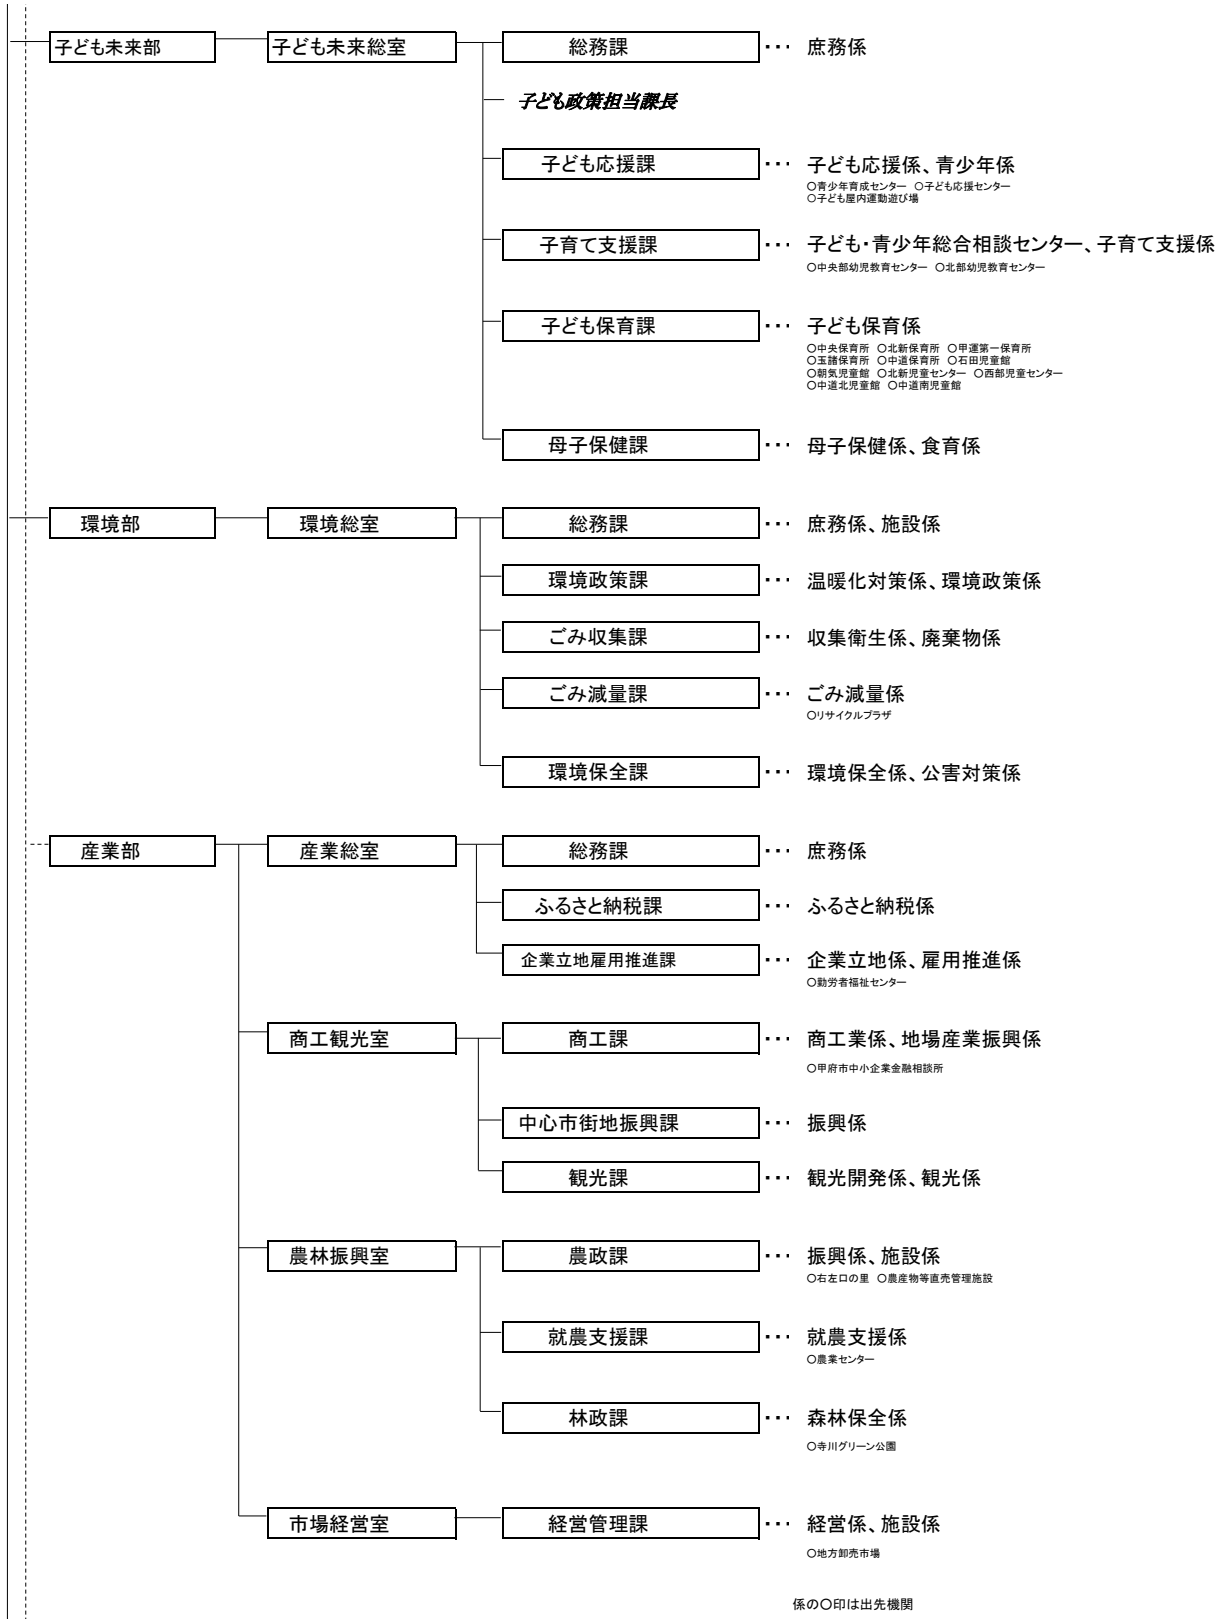 子ども未来部 子ども未来総室 総務課 ・・・ 庶務係
子ども政策担当課長
子ども応援課 ・・・ 子ども応援係、青少年係
○青少年育成センター ○子ども応援センター
○子ども屋内運動遊び場
子育て支援課 ・・・ 子ども・青少年総合相談センター、子育て支援係
○中央部幼児教育センター ○北部幼児教育センター
子ども保育課 ・・・ 子ども保育係
○中央保育所 ○北新保育所 ○甲運第一保育所
○玉諸保育所 ○中道保育所 ○石田児童館
○朝気児童館 ○北新児童センター ○西部児童センター
○中道北児童館 ○中道南児童館
母子保健課 ・・・ 母子保健係、食育係
環境部 環境総室 総務課 ・・・ 庶務係、施設係
環境政策課 ・・・ 温暖化対策係、環境政策係
ごみ収集課 ・・・ 収集衛生係、廃棄物係
ごみ減量課 ・・・ ごみ減量係
○リサイクルプラザ
環境保全課 ・・・ 環境保全係、公害対策係
産業部 産業総室 総務課 ・・・ 庶務係
ふるさと納税課 ・・・ ふるさと納税係
企業立地雇用推進課 ・・・ 企業立地係、雇用推進係
○勤労者福祉センター
商工観光室 商工課 ・・・ 商工業係、地場産業振興係
○甲府市中小企業金融相談所
中心市街地振興課 ・・・ 振興係
観光課 ・・・ 観光開発係、観光係
農林振興室 農政課 ・・・ 振興係、施設係
○右左口の里 ○農産物等直売管理施設
就農支援課 ・・・ 就農支援係
○農業センター
林政課 ・・・ 森林保全係
○寺川グリーン公園
市場経営室 経営管理課 ・・・ 経営係、施設係
○地方卸売市場
係の○印は出先機関